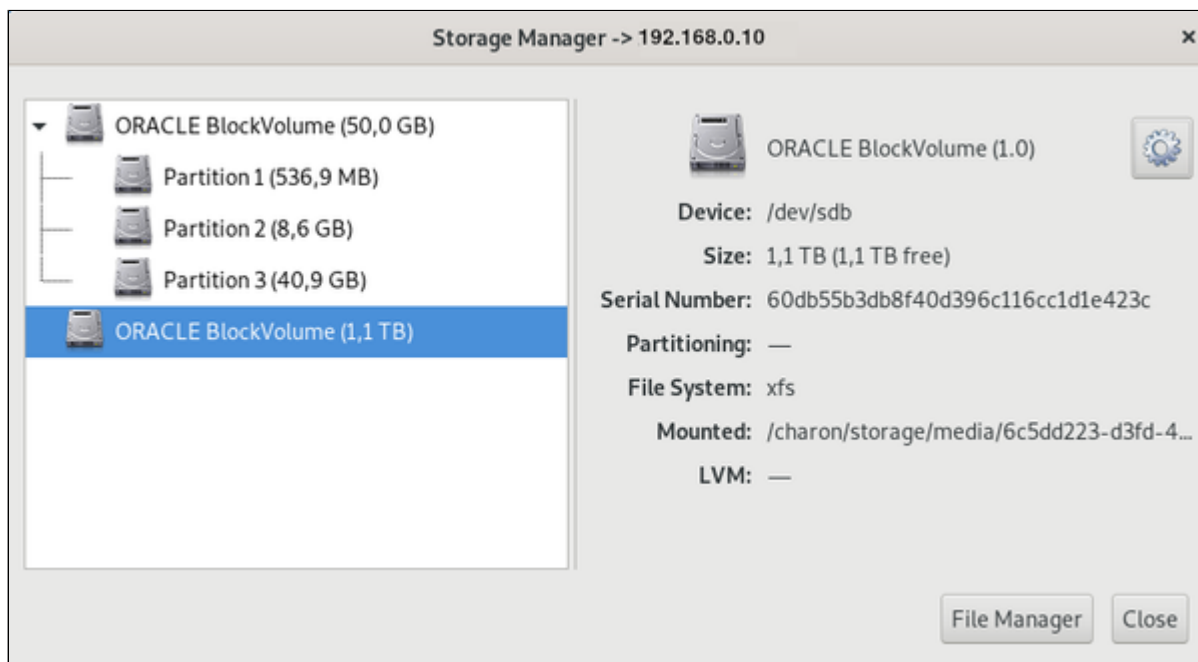 Storage Manager -> 192.168.0.10
ORACLE BlockVolume (50,0 GB)
Partition 1 (536,9 MB)
Partition 2 (8,6 GB)
Partition 3 (40,9 GB)
ORACLE BlockVolume (1,1 TB)
ORACLE BlockVolume (1.0)
Device: /dev/sdb
Size: 1,1 TB (1,1 TB free)
Serial Number: 60db55b3db8f40d396c116cc1d1e423c
Partitioning: —
File System: xfs
Mounted: /charon/storage/media/6c5dd223-d3fd-4...
LVM: —
File Manager
Close